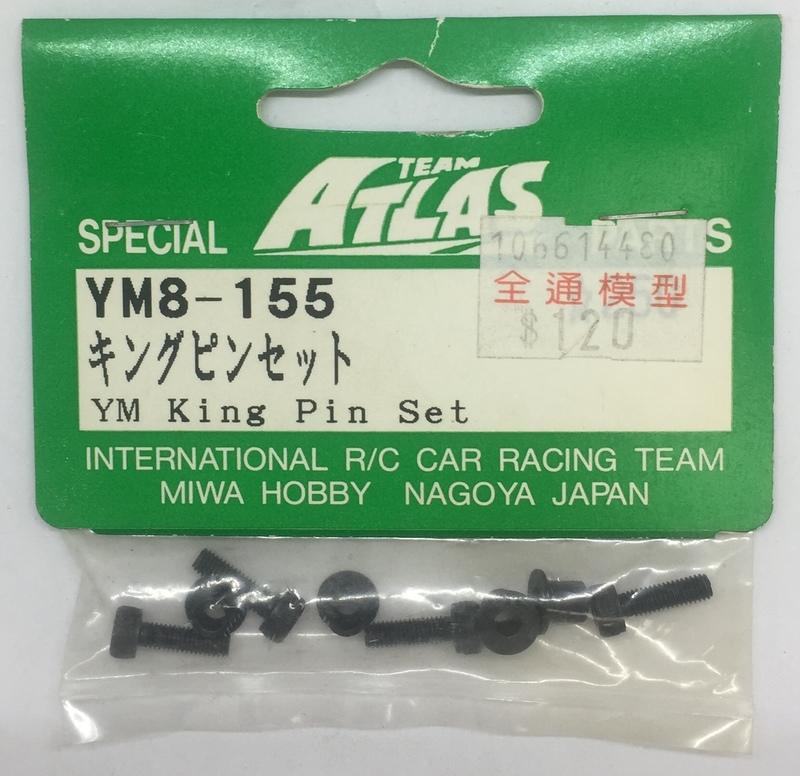 TEAM
ATLAS
SPECIAL
YM8-155
キングピンセット
YM King Pin Set
106614480
全通模型
$120
INTERNATIONAL R/C CAR RACING TEAM
MIWA HOBBY NAGOYA JAPAN